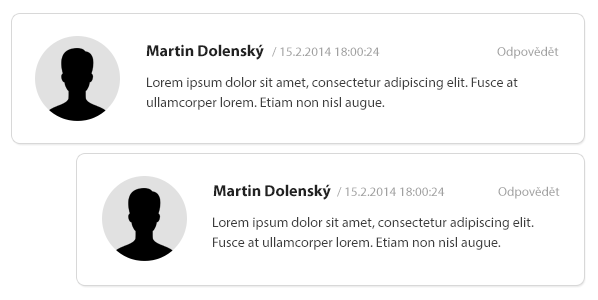 Martin Dolenský / 15.2.2014 18:00:24 Odpovědět
Lorem ipsum dolor sit amet, consectetur adipiscing elit. Fusce at
ullamcorper lorem. Etiam non nisl augue.
Martin Dolenský / 15.2.2014 18:00:24 Odpovědět
Lorem ipsum dolor sit amet, consectetur adipiscing elit.
Fusce at ullamcorper lorem. Etiam non nisl augue.